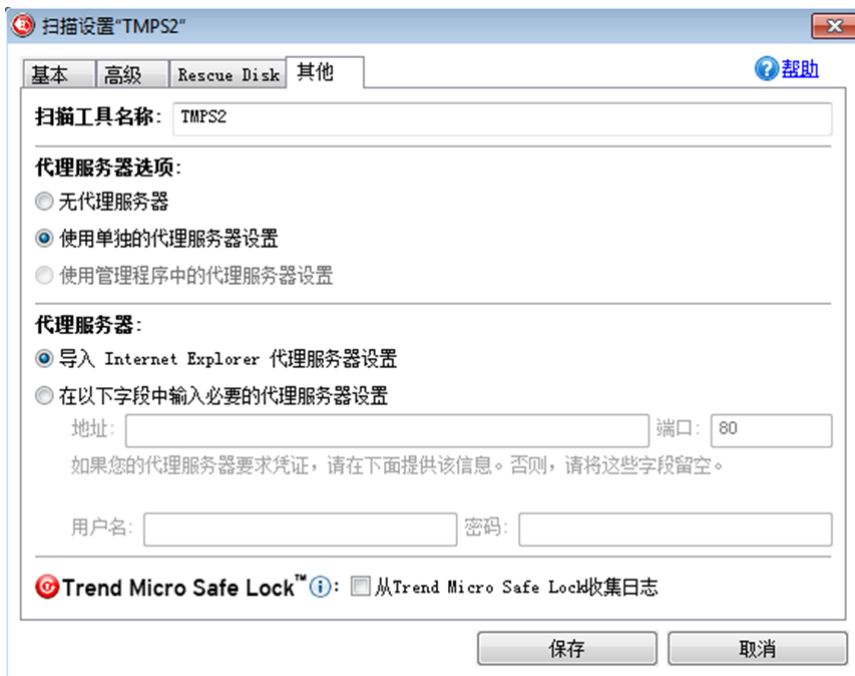 扫描设置“TMPS2”
基本 高级 Rescue Disk 其他 帮助
扫描工具名称: TMPS2
代理服务器选项:
无代理服务器
使用单独的代理服务器设置
使用管理程序中的代理服务器设置
代理服务器:
导入 Internet Explorer 代理服务器设置
在以下字段中输入必要的代理服务器设置
地址: 端口: 80
如果您的代理服务器要求凭证，请在下面提供该信息。否则，请将这些字段留空。
用户名: 密码:
Trend Micro Safe Lock™ : 从Trend Micro Safe Lock收集日志
保存 取消